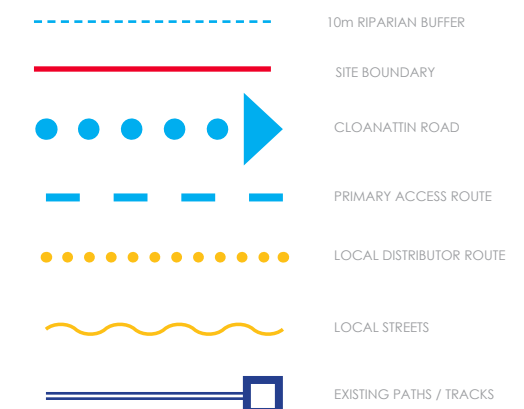 10m RIPARIAN BUFFER
SITE BOUNDARY
CLOANATTIN ROAD
PRIMARY ACCESS ROUTE
LOCAL DISTRIBUTOR ROUTE
LOCAL STREETS
EXISTING PATHS / TRACKS